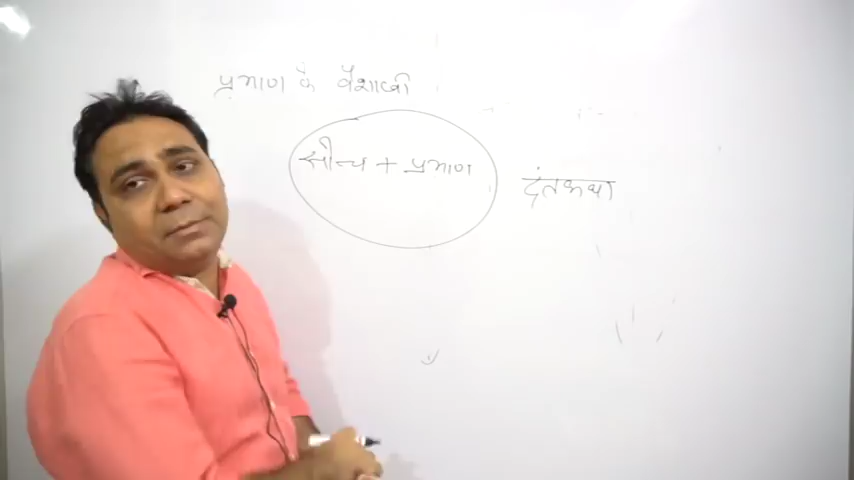 प्रमाण के वैशाखी
सोन्च + प्रमाण
दंतकथा